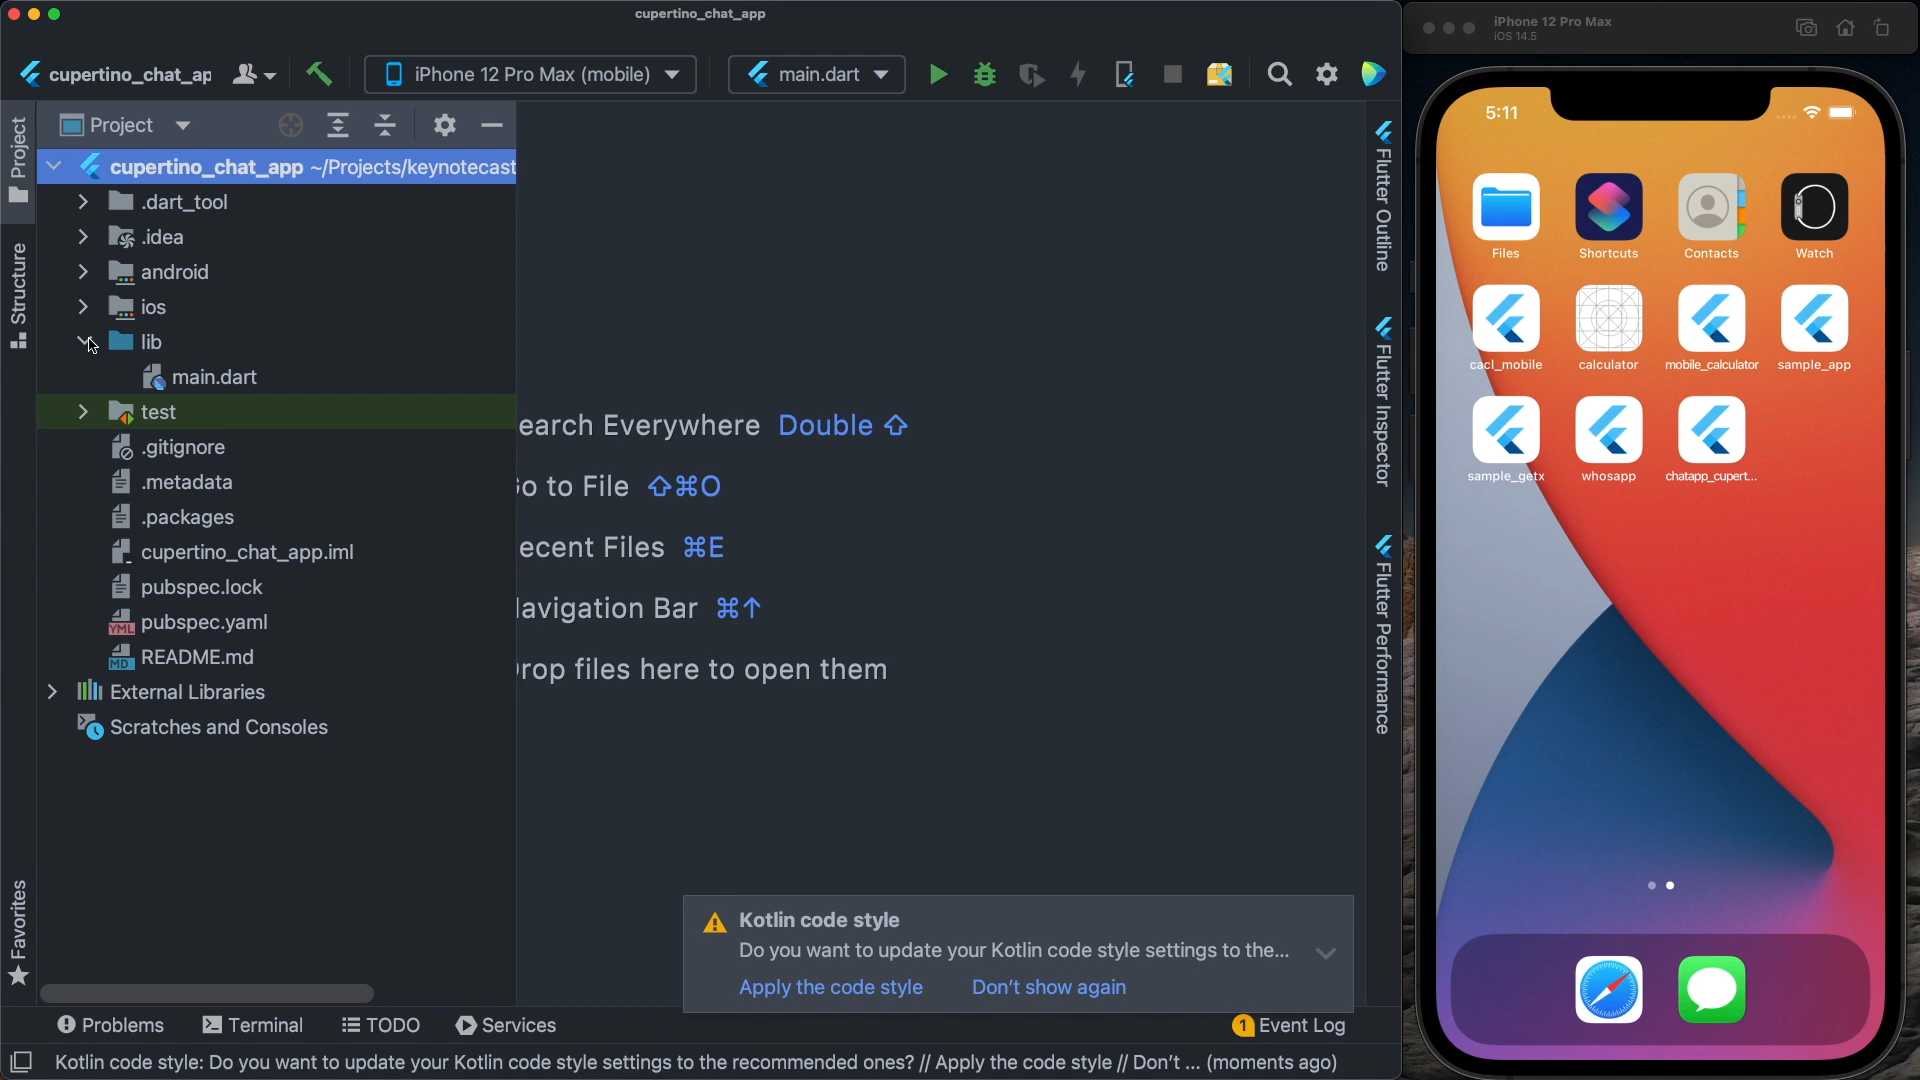 cupertino_chat_app
cupertino_chat_ap
iPhone 12 Pro Max (mobile)
main.dart
Project
Project
Structure
Favorites
cupertino_chat_app ~/Projects/keynotecast
.dart_tool
.idea
android
ios
lib
main.dart
test
.gitignore
.metadata
.packages
cupertino_chat_app.iml
pubspec.lock
YML pubspec.yaml
MD README.md
External Libraries
Scratches and Consoles
earch Everywhere Double ⇧
o to File ⇧⌘O
ecent Files ⌘E
avigation Bar ⌘↑
rop files here to open them
Flutter Outline
Flutter Inspector
Flutter Performance
Kotlin code style
Do you want to update your Kotlin code style settings to the...
Apply the code style Don't show again
Problems Terminal TODO Services
1 Event Log
Kotlin code style: Do you want to update your Kotlin code style settings to the recommended ones? // Apply the code style // Don't ... (moments ago)
iPhone 12 Pro Max
iOS 14.5
5:11
Files Shortcuts Contacts Watch
cacl_mobile calculator mobile_calculator sample_app
sample_getx whosapp chatapp_cupert...